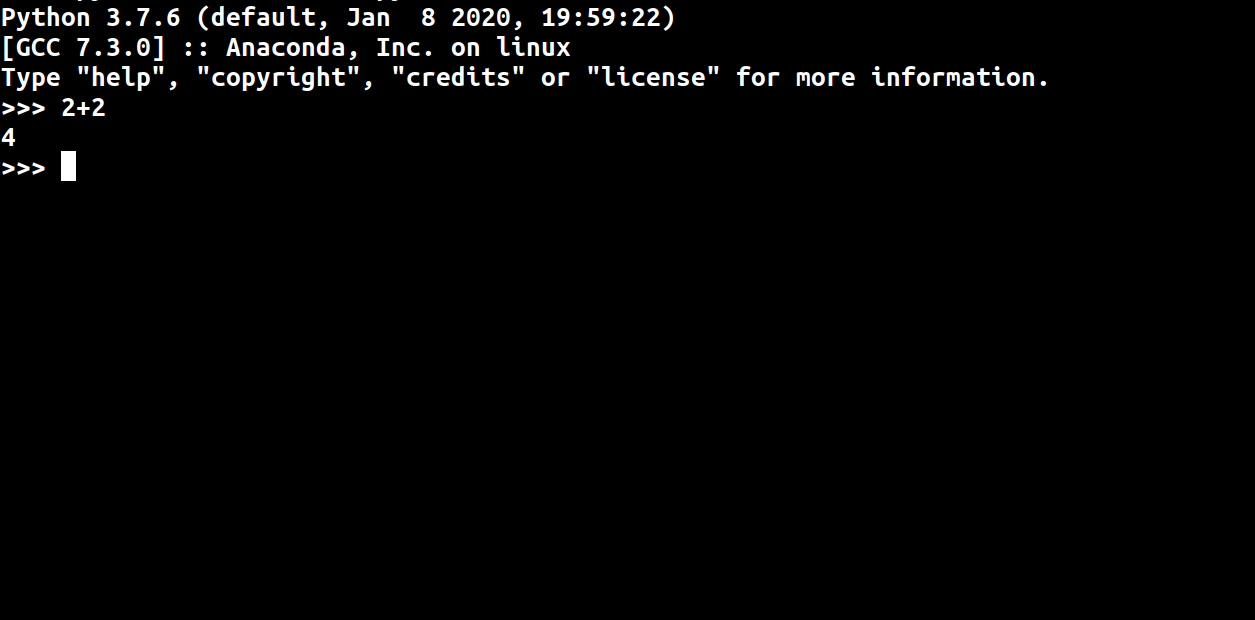 Python 3.7.6 (default, Jan  8 2020, 19:59:22)
[GCC 7.3.0] :: Anaconda, Inc. on linux
Type "help", "copyright", "credits" or "license" for more information.
>>> 2+2
4
>>>